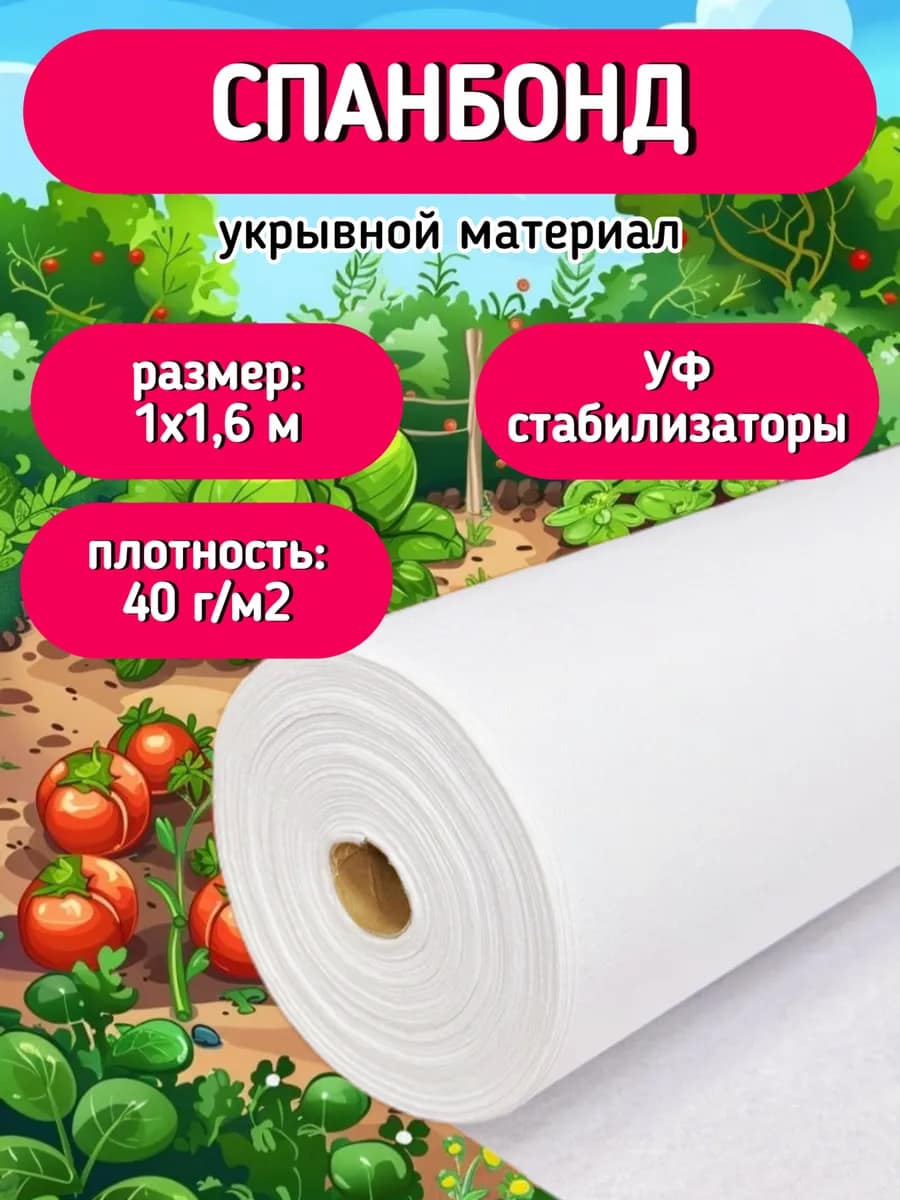 СПАНБОНД
укрывной материал
размер:
1х1,6 м
УФ
стабилизаторы
плотность:
40 г/м2